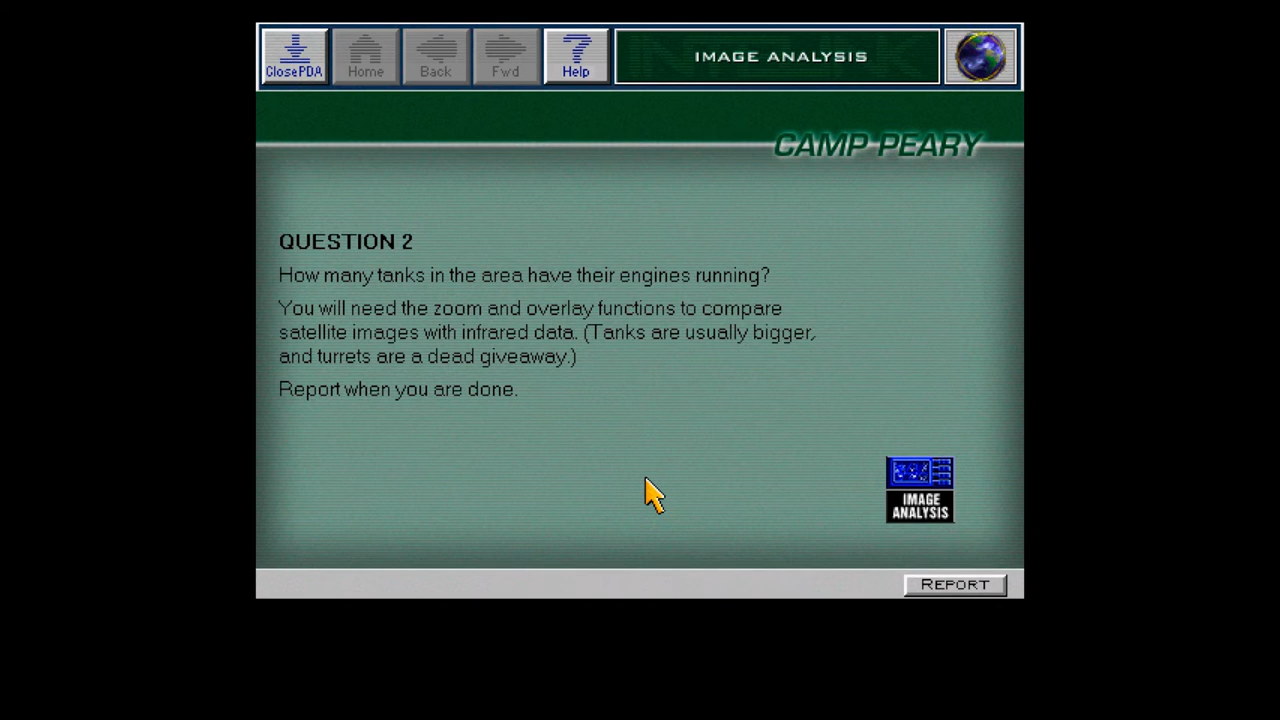 ClosePDA Home Back Fwd Help IMAGE ANALYSIS
CAMP PEARY
QUESTION 2
How many tanks in the area have their engines running?
You will need the zoom and overlay functions to compare
satellite images with infrared data. (Tanks are usually bigger,
and turrets are a dead giveaway.)
Report when you are done.
IMAGE
ANALYSIS
REPORT